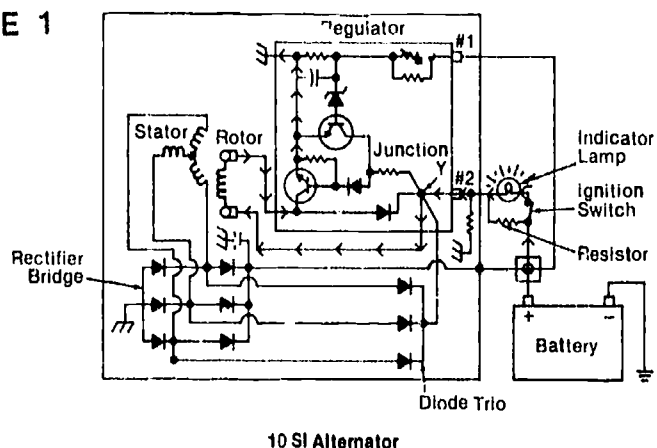 E 1
Regulator
#1
Stator
Rotor
Junction
Y
#2
Indicator
Lamp
Ignition
Switch
Resistor
Rectifier
Bridge
+
−
Battery
Diode Trio
10 SI Alternator